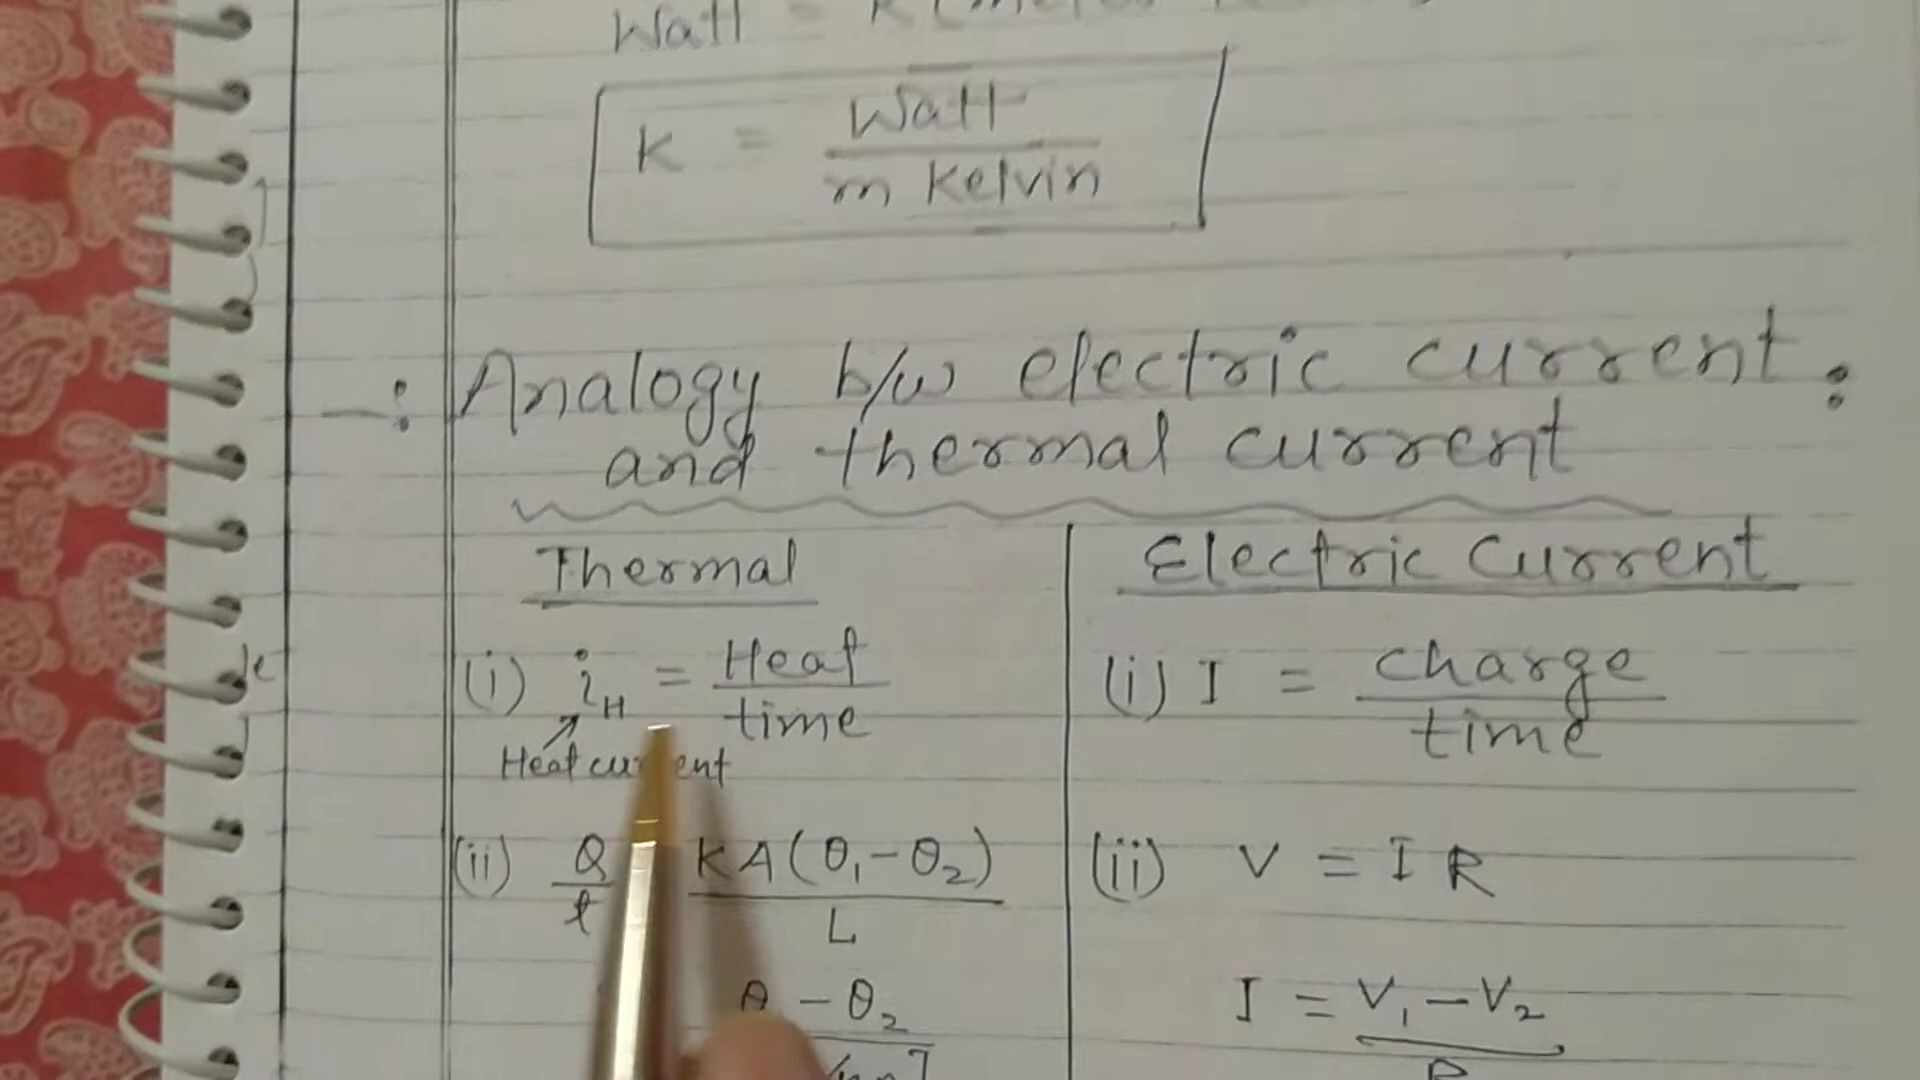 Watt =
K = Watt
m Kelvin
-: Analogy b/w electric current :
and thermal current
Thermal
Electric Current
(i) i_H = Heat
time
Heat current
(i) I = charge
time
(ii) Q
t
KA(θ₁-θ₂)
L
(ii) V = IR
θ - θ₂
I = V₁-V₂
R